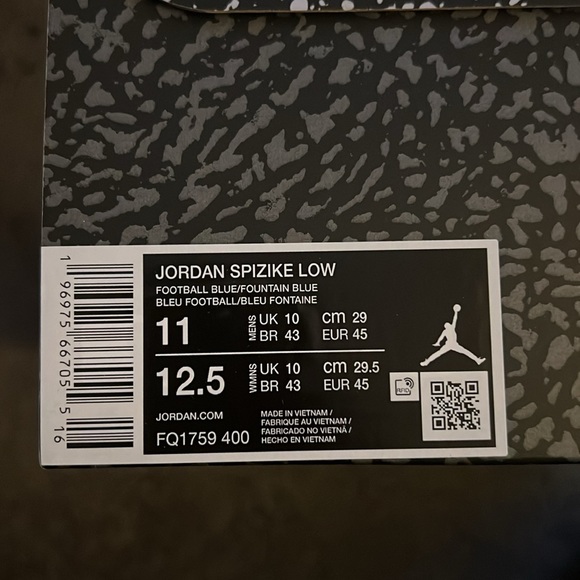 JORDAN SPIZIKE LOW
FOOTBALL BLUE/FOUNTAIN BLUE
BLEU FOOTBALL/BLEU FONTAINE
11 MENS UK 10 cm 29
BR 43 EUR 45
12.5 WMNS UK 10 cm 29.5
BR 43 EUR 45
RFID
JORDAN.COM
FQ1759 400
MADE IN VIETNAM /
FABRIQUE AU VIETNAM /
FABRICADO NO VIETNÃ /
HECHO EN VIETNAM
1 96975 66705 5 16